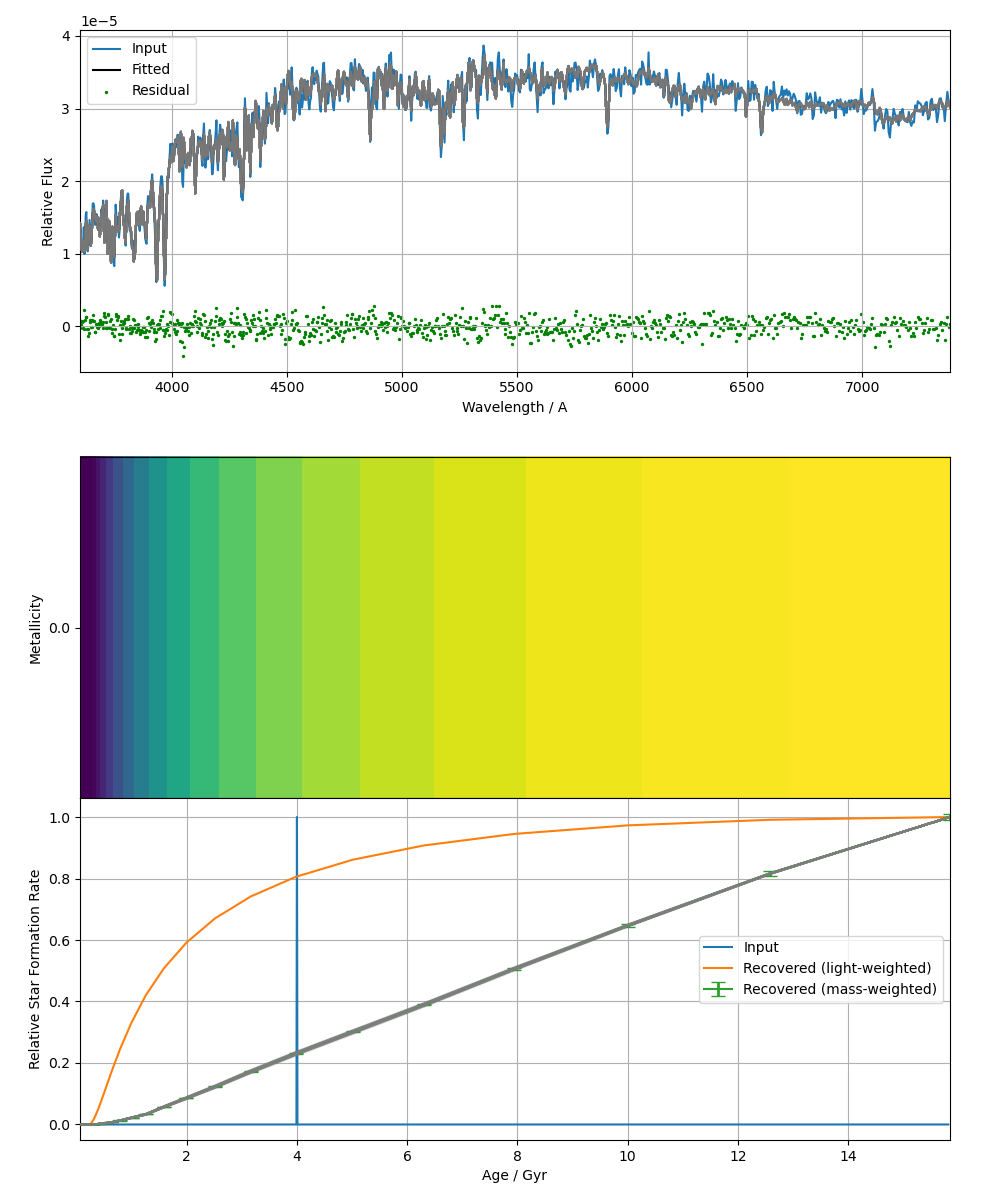 1e−5
4
3
2
1
0
Relative Flux
Input
Fitted
Residual
4000 4500 5000 5500 6000 6500 7000
Wavelength / A
Metallicity
0.0
1.0
0.8
0.6
0.4
0.2
0.0
Relative Star Formation Rate
Input
Recovered (light-weighted)
Recovered (mass-weighted)
2 4 6 8 10 12 14
Age / Gyr